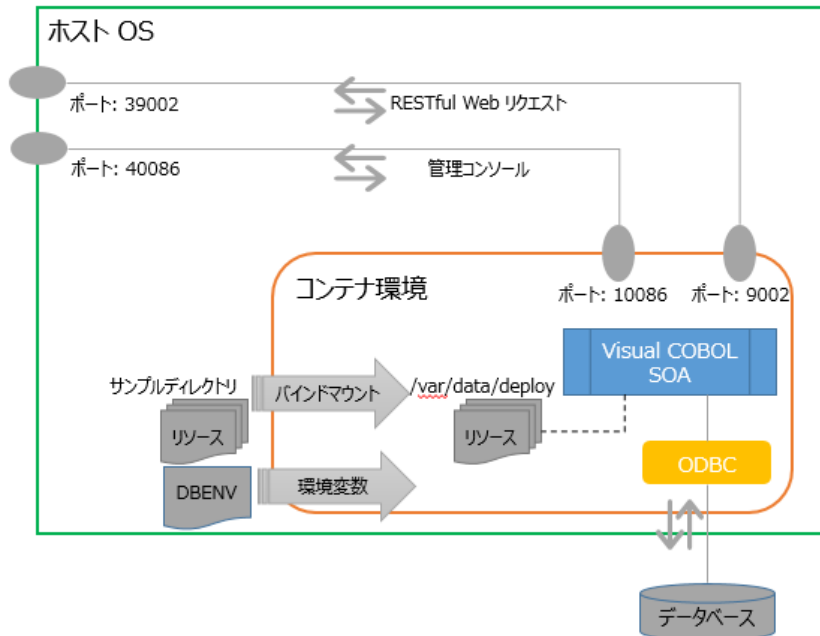 ホスト OS
ポート: 39002
RESTful Web リクエスト
ポート: 40086
管理コンソール
コンテナ環境
ポート: 10086
ポート: 9002
Visual COBOL
SOA
サンプルディレクトリ
バインドマウント
/var/data/deploy
リソース
リソース
ODBC
DBENV
環境変数
データベース